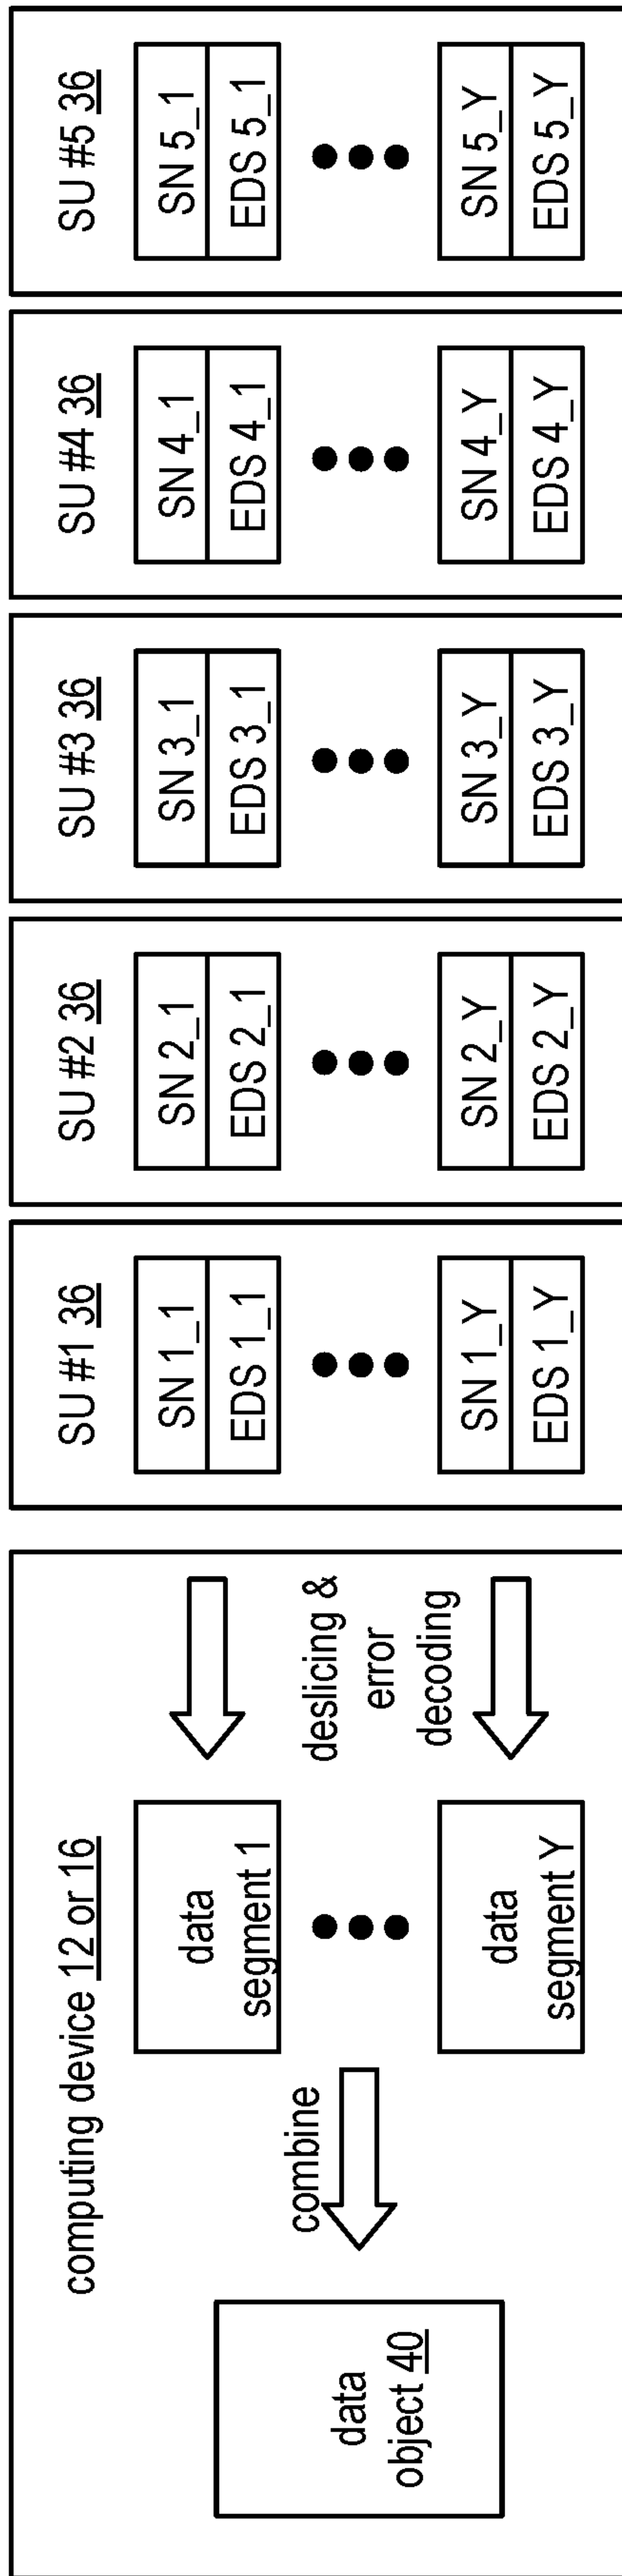 computing device 12 or 16
data
object 40
combine
data
segment 1
data
segment Y
deslicing &
error
decoding
SU #1 36
SN 1_1
EDS 1_1
SN 1_Y
EDS 1_Y
SU #2 36
SN 2_1
EDS 2_1
SN 2_Y
EDS 2_Y
SU #3 36
SN 3_1
EDS 3_1
SN 3_Y
EDS 3_Y
SU #4 36
SN 4_1
EDS 4_1
SN 4_Y
EDS 4_Y
SU #5 36
SN 5_1
EDS 5_1
SN 5_Y
EDS 5_Y